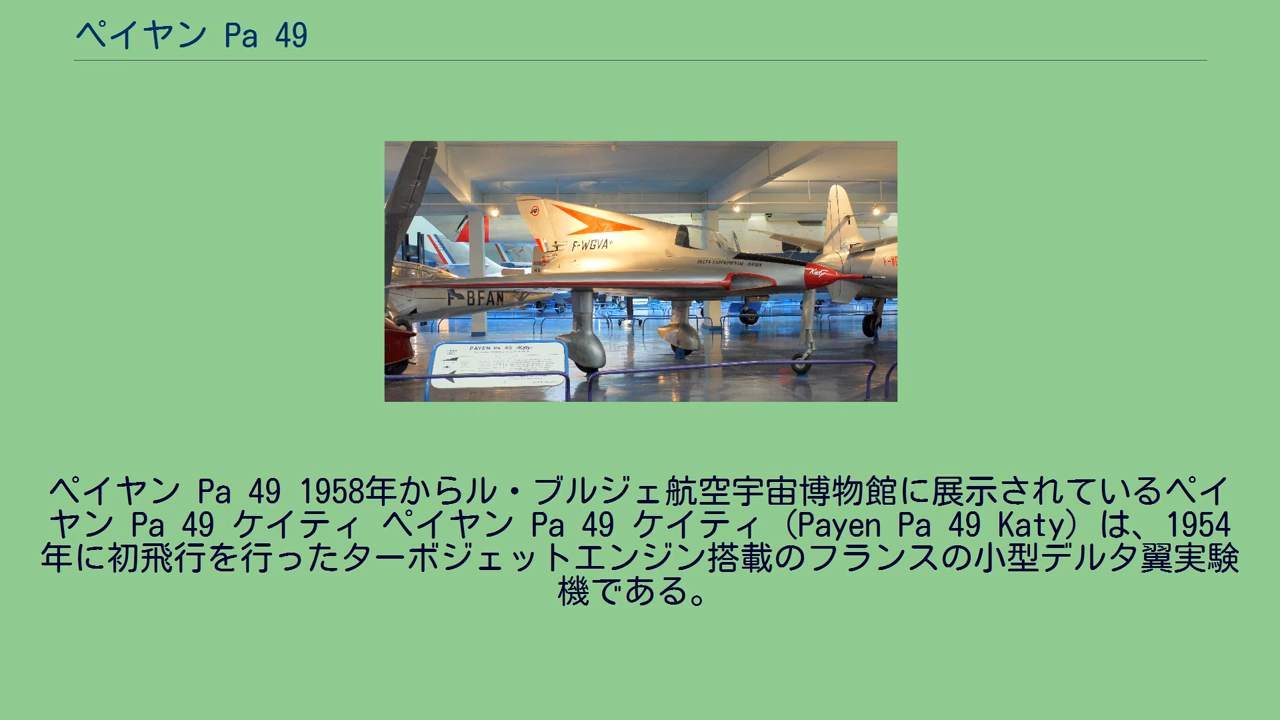 ペイヤン Pa 49
F-WGVA
F-BFAN
PAYEN Pa 49 «Katy»
ペイヤン Pa 49 1958年からル・ブルジェ航空宇宙博物館に展示されているペイ
ヤン Pa 49 ケイティ ペイヤン Pa 49 ケイティ (Payen Pa 49 Katy) は、1954
年に初飛行を行ったターボジェットエンジン搭載のフランスの小型デルタ翼実験
機である。